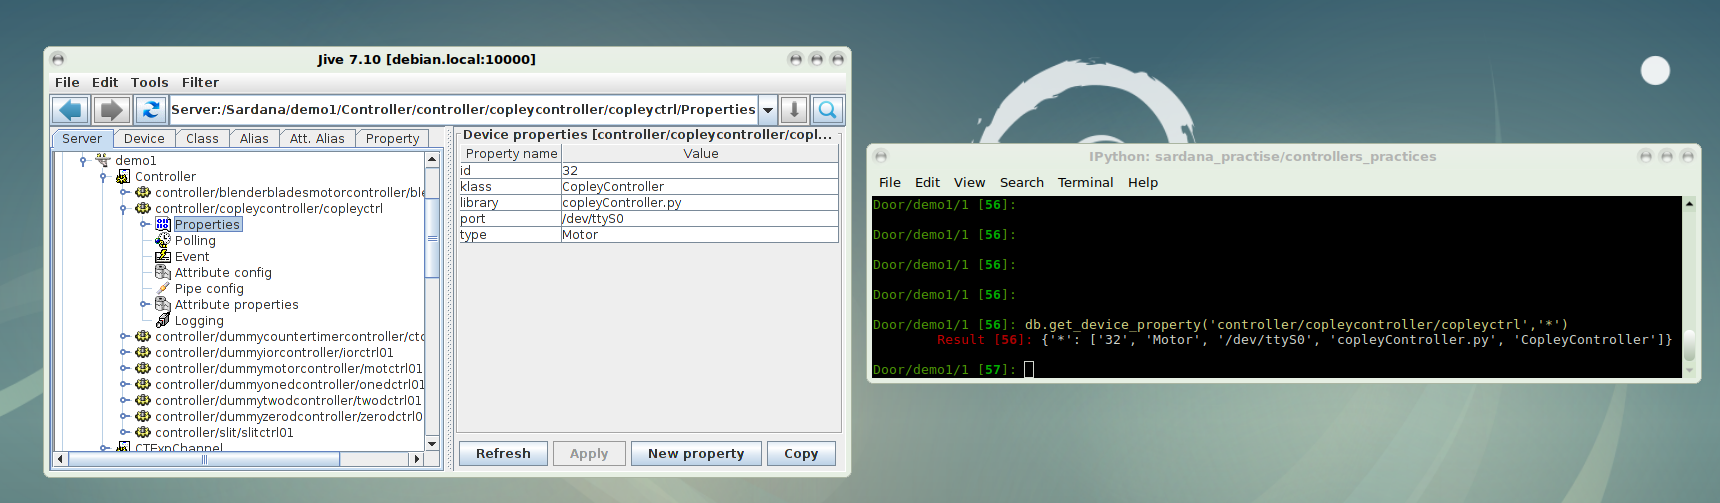 Jive 7.10 [debian.local:10000]
File Edit Tools Filter
Server:/Sardana/demo1/Controller/controller/copleycontroller/copleyctrl/Properties
Server Device Class Alias Att. Alias Property
demo1
Controller
controller/blenderbladesmotorcontroller/ble
controller/copleycontroller/copleyctrl
Properties
Polling
Event
Attribute config
Pipe config
Attribute properties
Logging
controller/dummycountertimercontroller/ctc
controller/dummyiorcontroller/iorctrl01
controller/dummymotorcontroller/motctrl01
controller/dummyonedcontroller/onedctrl01
controller/dummytwodcontroller/twodctrl01
controller/dummyzerodcontroller/zerodctrl0
controller/slit/slitctrl01
CTExpChannel
Device properties [controller/copleycontroller/copl...
Property name Value
id 32
klass CopleyController
library copleyController.py
port /dev/ttyS0
type Motor
Refresh Apply New property Copy
IPython: sardana_practise/controllers_practices
File Edit View Search Terminal Help
Door/demo1/1 [56]:
Door/demo1/1 [56]:
Door/demo1/1 [56]:
Door/demo1/1 [56]:
Door/demo1/1 [56]: db.get_device_property('controller/copleycontroller/copleyctrl','*')
Result [56]: {'*': ['32', 'Motor', '/dev/ttyS0', 'copleyController.py', 'CopleyController']}
Door/demo1/1 [57]: